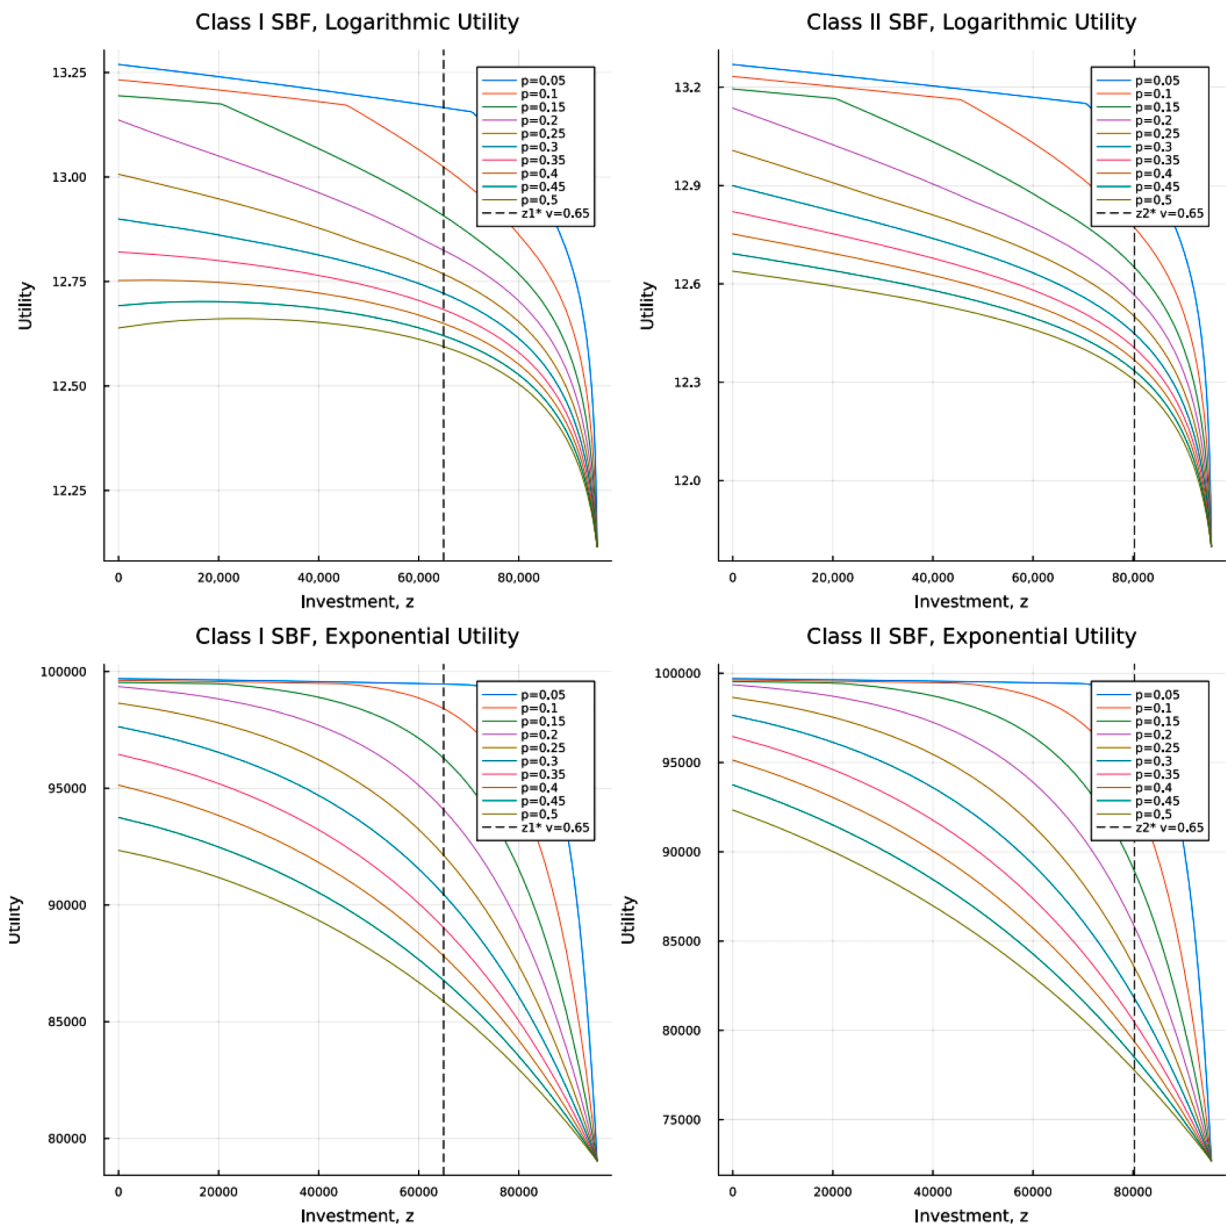 Class I SBF, Logarithmic Utility
13.25
13.00
12.75
12.50
12.25
Utility
0
20,000
40,000
60,000
80,000
Investment, z
p=0.05
p=0.1
p=0.15
p=0.2
p=0.25
p=0.3
p=0.35
p=0.4
p=0.45
p=0.5
z1* v=0.65
Class II SBF, Logarithmic Utility
13.2
12.9
12.6
12.3
12.0
Utility
0
20,000
40,000
60,000
80,000
Investment, z
p=0.05
p=0.1
p=0.15
p=0.2
p=0.25
p=0.3
p=0.35
p=0.4
p=0.45
p=0.5
z2* v=0.65
Class I SBF, Exponential Utility
100000
95000
90000
85000
80000
Utility
0
20000
40000
60000
80000
Investment, z
p=0.05
p=0.1
p=0.15
p=0.2
p=0.25
p=0.3
p=0.35
p=0.4
p=0.45
p=0.5
z1* v=0.65
Class II SBF, Exponential Utility
100000
95000
90000
85000
80000
75000
Utility
0
20000
40000
60000
80000
Investment, z
p=0.05
p=0.1
p=0.15
p=0.2
p=0.25
p=0.3
p=0.35
p=0.4
p=0.45
p=0.5
z2* v=0.65